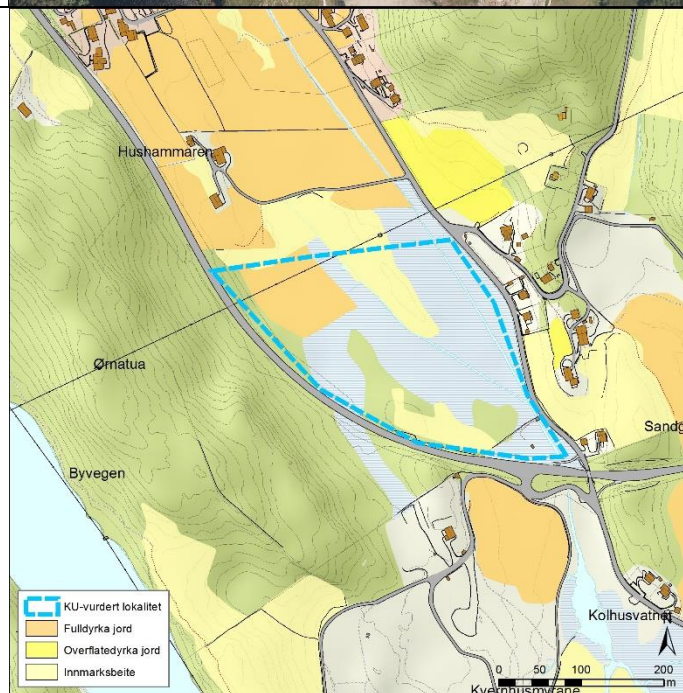 Hushammaren
Ørnatua
Byvegen
Sandg
Kolhusvatnet
Kvernhusmyrane
KU-vurdert lokalitet
Fulldyrka jord
Overflatedyrka jord
Innmarksbeite
0 50 100 200
m